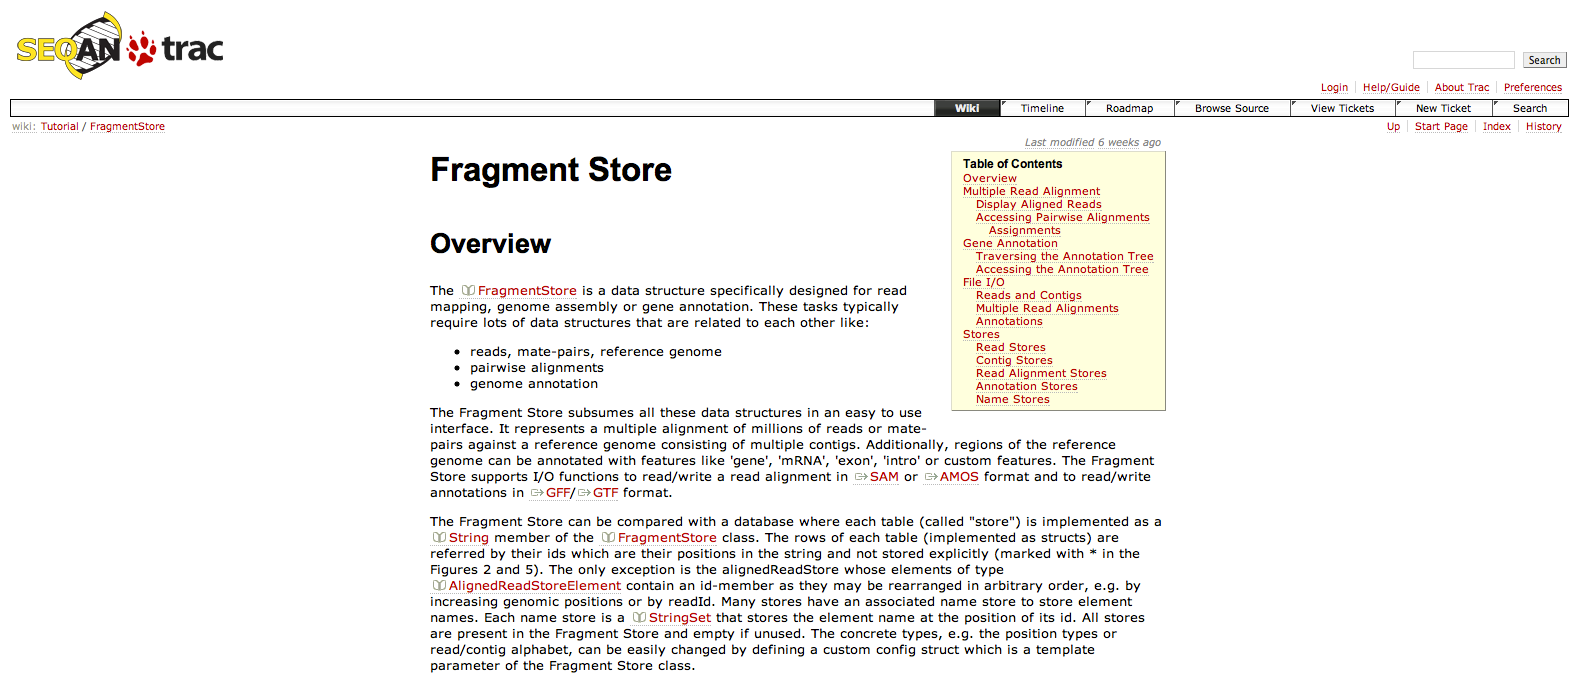 SEQAN trac
Search
Login Help/Guide About Trac Preferences
Wiki Timeline Roadmap Browse Source View Tickets New Ticket Search
wiki: Tutorial / FragmentStore
Up Start Page Index History
Last modified 6 weeks ago
Fragment Store
Table of Contents
Overview
Multiple Read Alignment
Display Aligned Reads
Accessing Pairwise Alignments
Assignments
Gene Annotation
Traversing the Annotation Tree
Accessing the Annotation Tree
File I/O
Reads and Contigs
Multiple Read Alignments
Annotations
Stores
Read Stores
Contig Stores
Read Alignment Stores
Annotation Stores
Name Stores
Overview
The FragmentStore is a data structure specifically designed for read
mapping, genome assembly or gene annotation. These tasks typically
require lots of data structures that are related to each other like:
• reads, mate-pairs, reference genome
• pairwise alignments
• genome annotation
The Fragment Store subsumes all these data structures in an easy to use
interface. It represents a multiple alignment of millions of reads or mate-
pairs against a reference genome consisting of multiple contigs. Additionally, regions of the reference
genome can be annotated with features like 'gene', 'mRNA', 'exon', 'intro' or custom features. The Fragment
Store supports I/O functions to read/write a read alignment in SAM or AMOS format and to read/write
annotations in GFF/GTF format.
The Fragment Store can be compared with a database where each table (called "store") is implemented as a
String member of the FragmentStore class. The rows of each table (implemented as structs) are
referred by their ids which are their positions in the string and not stored explicitly (marked with * in the
Figures 2 and 5). The only exception is the alignedReadStore whose elements of type
AlignedReadStoreElement contain an id-member as they may be rearranged in arbitrary order, e.g. by
increasing genomic positions or by readId. Many stores have an associated name store to store element
names. Each name store is a StringSet that stores the element name at the position of its id. All stores
are present in the Fragment Store and empty if unused. The concrete types, e.g. the position types or
read/contig alphabet, can be easily changed by defining a custom config struct which is a template
parameter of the Fragment Store class.